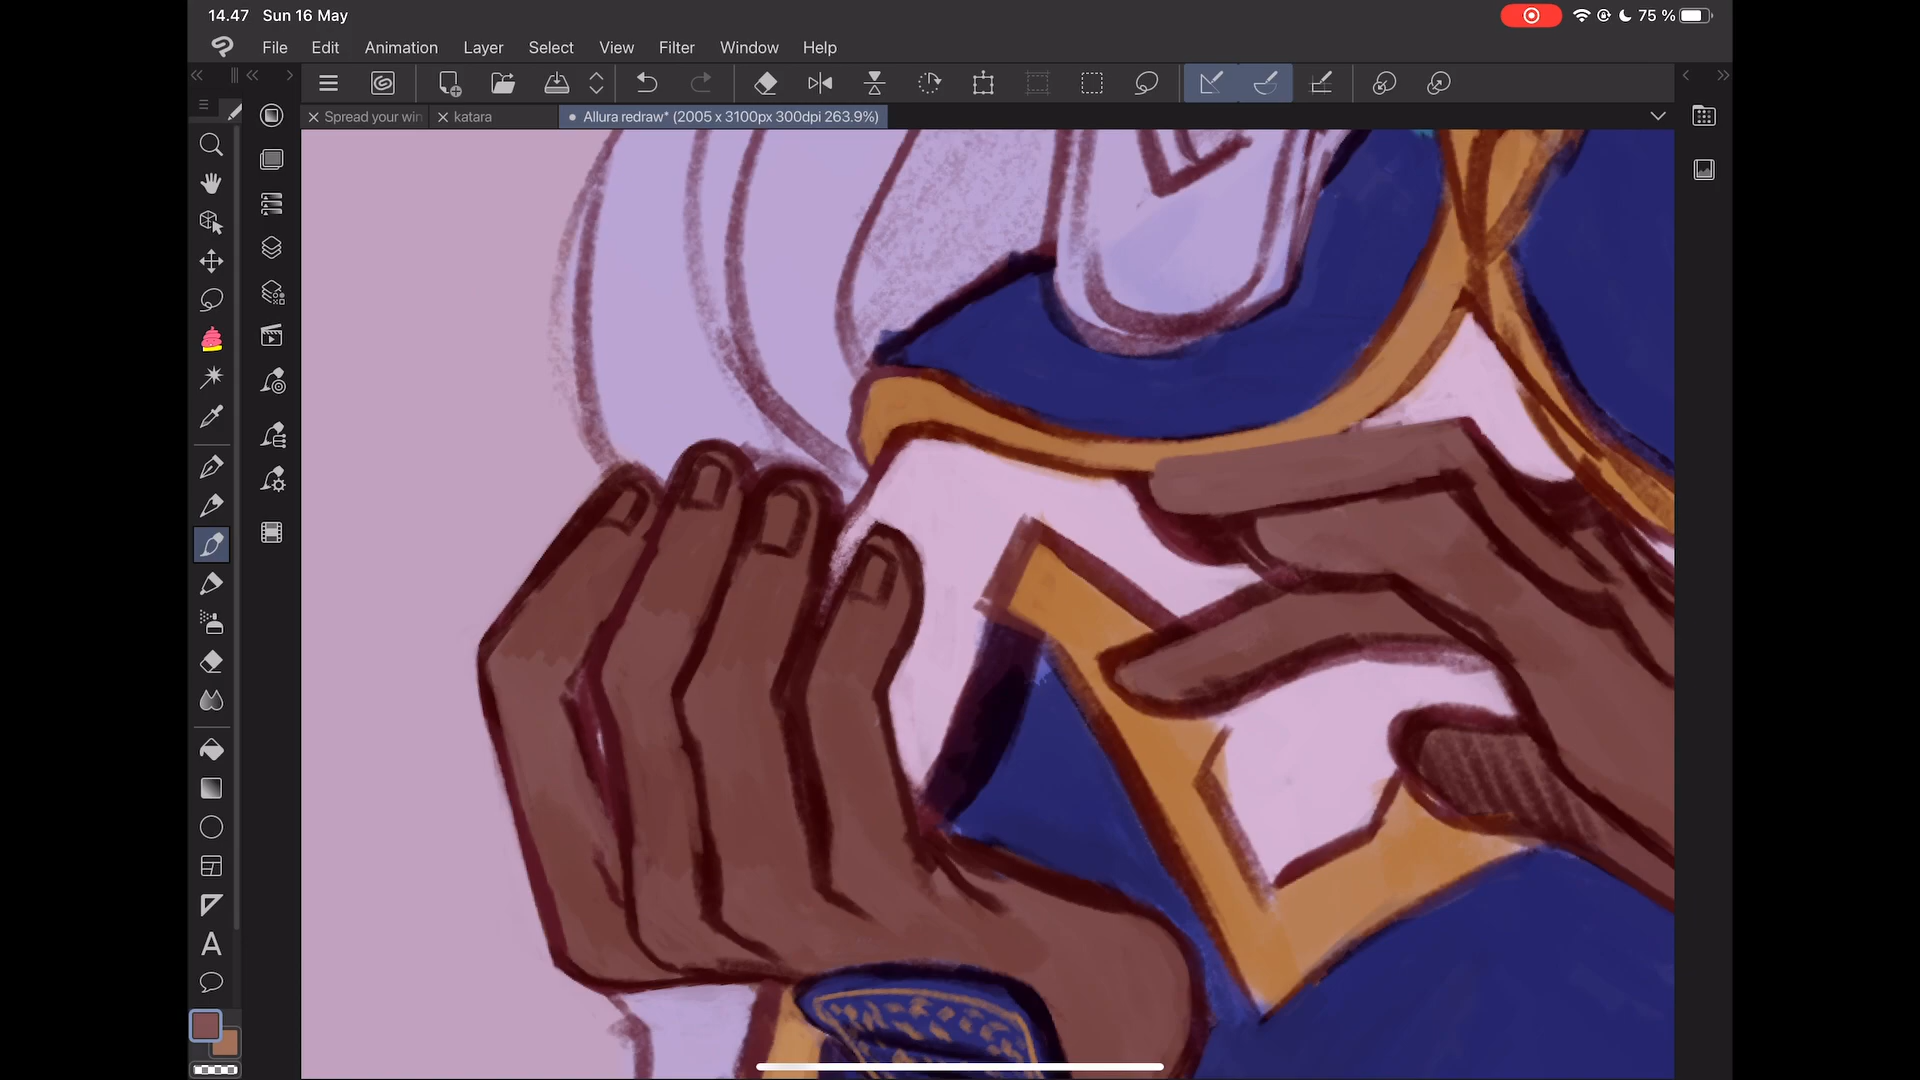 14.47 Sun 16 May 75 %
File Edit Animation Layer Select View Filter Window Help
Spread your win katara Allura redraw* (2005 x 3100px 300dpi 263.9%)
A